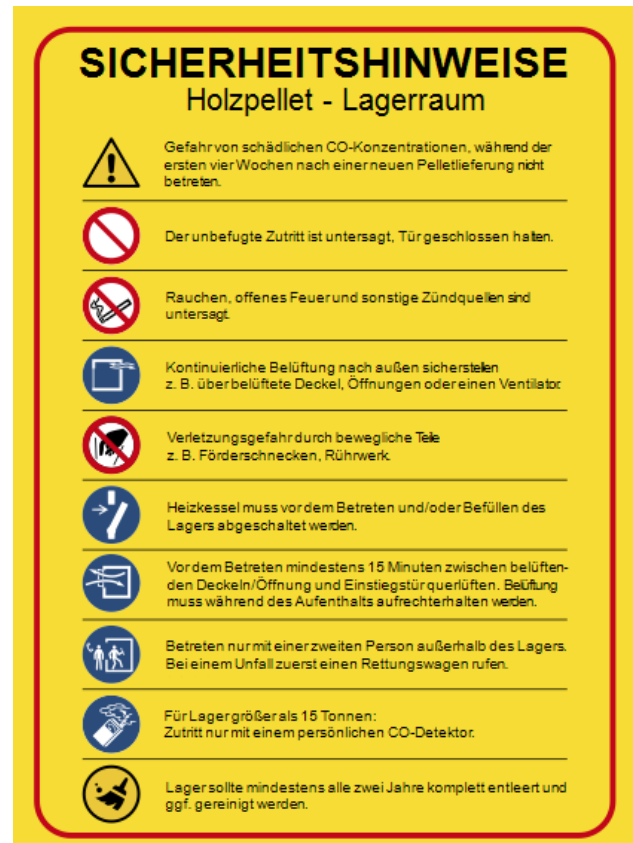 SICHERHEITSHINWEISE
Holzpellet - Lagerraum
Gefahr von schädlichen CO-Konzentrationen, während der
ersten vier Wochen nach einer neuen Pelletlieferung nicht
betreten.
Der unbefugte Zutritt ist untersagt, Tür geschlossen halten.
Rauchen, offenes Feuer und sonstige Zündquellen sind
untersagt.
Kontinuierliche Belüftung nach außen sicherstellen
z. B. über belüftete Deckel, Öffnungen oder einen Ventilator.
Verletzungsgefahr durch bewegliche Teile
z. B. Förderschnecken, Rührwerk.
Heizkessel muss vor dem Betreten und/oder Befüllen des
Lagers abgeschaltet werden.
Vor dem Betreten mindestens 15 Minuten zwischen belüften-
den Deckeln/Öffnung und Einstiegstür querlüften. Belüftung
muss während des Aufenthalts aufrechterhalten werden.
Betreten nur mit einer zweiten Person außerhalb des Lagers.
Bei einem Unfall zuerst einen Rettungswagen rufen.
Für Lager größer als 15 Tonnen:
Zutritt nur mit einem persönlichen CO-Detektor.
Lager sollte mindestens alle zwei Jahre komplett entleert und
ggf. gereinigt werden.